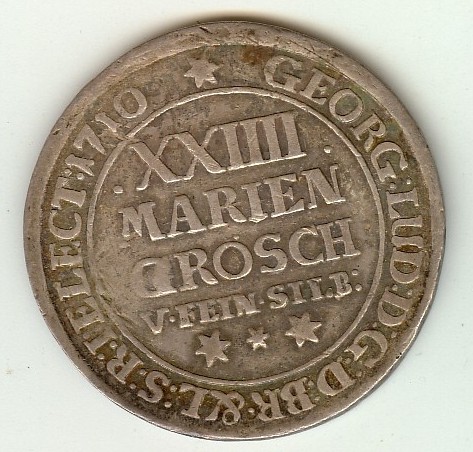 GEORG·LUD·D·G·D·BR·&L·S·R·I·ELECT·1710
·XXIIII·
MARIEN
GROSCH
V·FEIN·SILB: